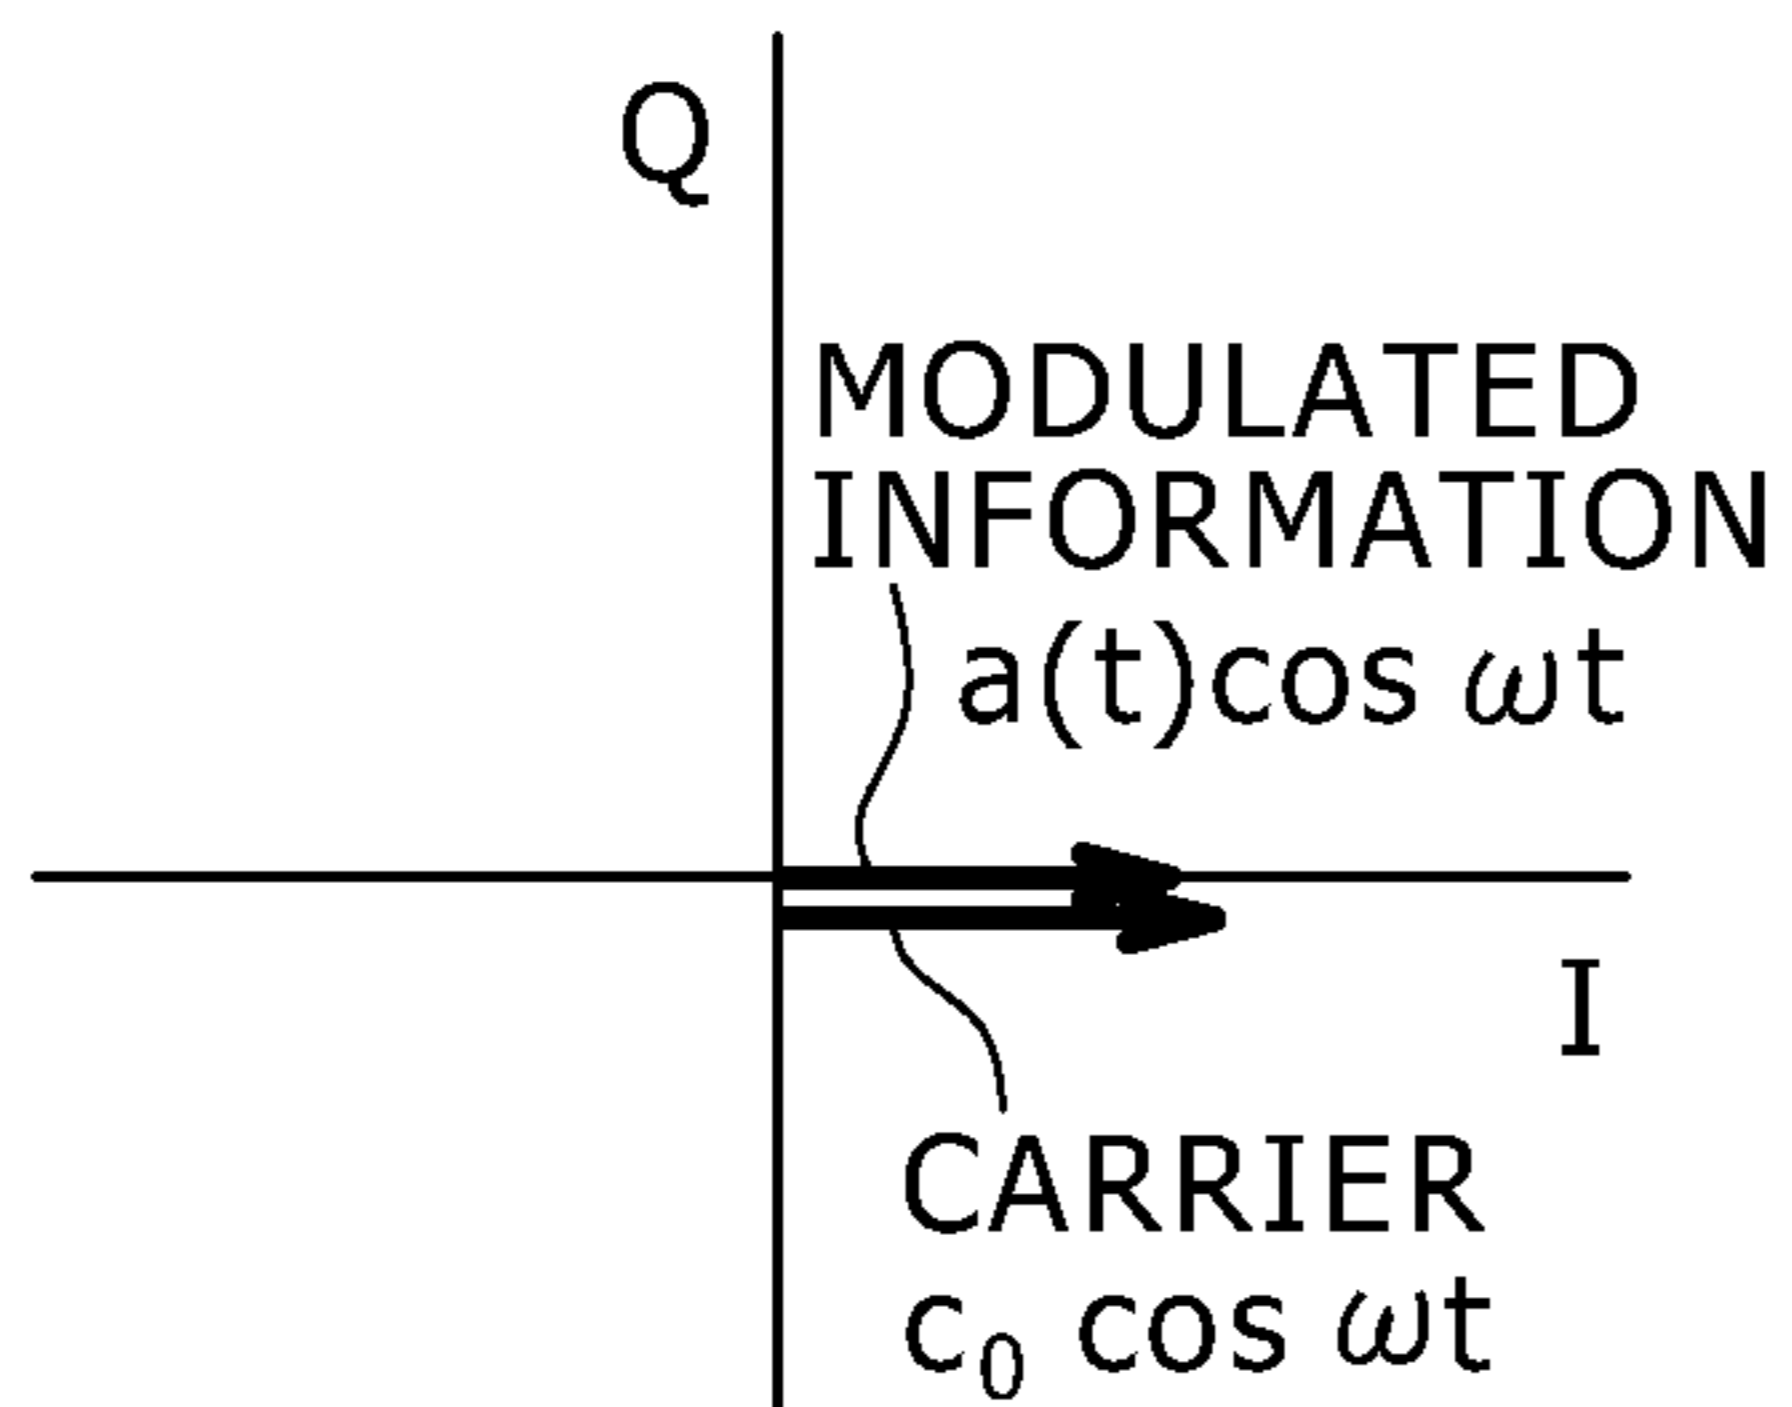 Q
MODULATED
INFORMATION
a(t)cos ωt
I
CARRIER
c₀ cos ωt